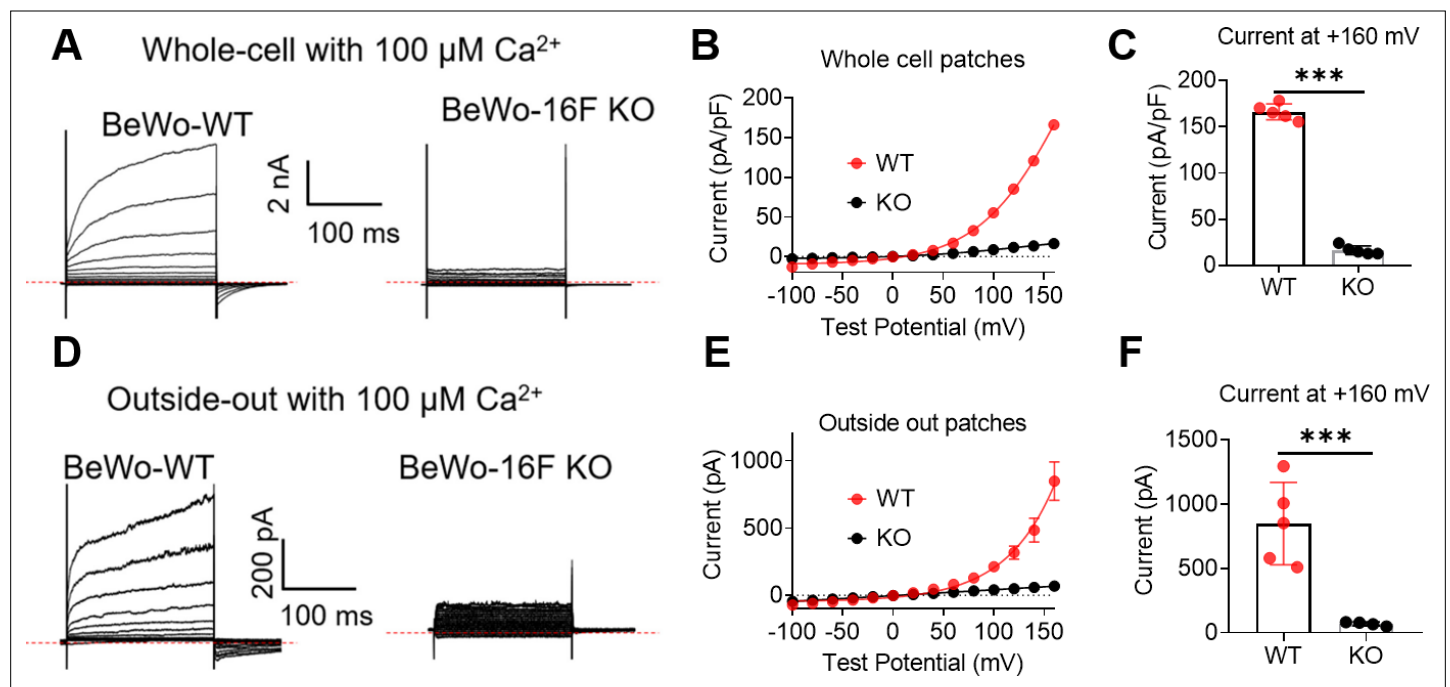 A
Whole-cell with 100 µM Ca²⁺
BeWo-WT
BeWo-16F KO
2 nA
100 ms
B
Whole cell patches
Current (pA/pF)
200
150
100
50
0
WT
KO
-100 -50 0 50 100 150
Test Potential (mV)
C
Current at +160 mV
***
Current (pA/pF)
200
150
100
50
0
WT KO
D
Outside-out with 100 µM Ca²⁺
BeWo-WT
BeWo-16F KO
200 pA
100 ms
E
Outside out patches
Current (pA)
1000
500
0
WT
KO
-100 -50 0 50 100 150
Test Potential (mV)
F
Current at +160 mV
***
Current (pA)
1500
1000
500
0
WT KO